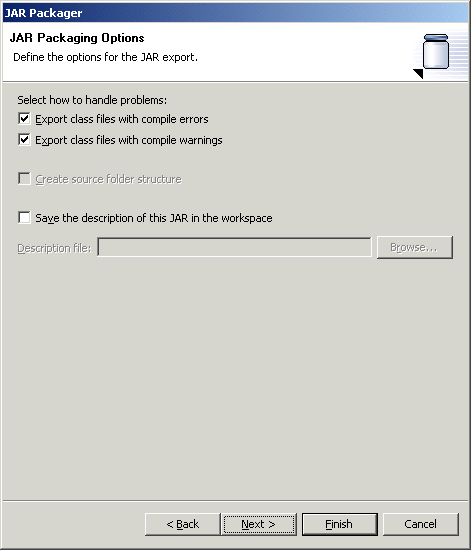 JAR Packager
JAR Packaging Options
Define the options for the JAR export.
Select how to handle problems:
Export class files with compile errors
Export class files with compile warnings
Create source folder structure
Save the description of this JAR in the workspace
Description file: Browse...
< Back Next > Finish Cancel